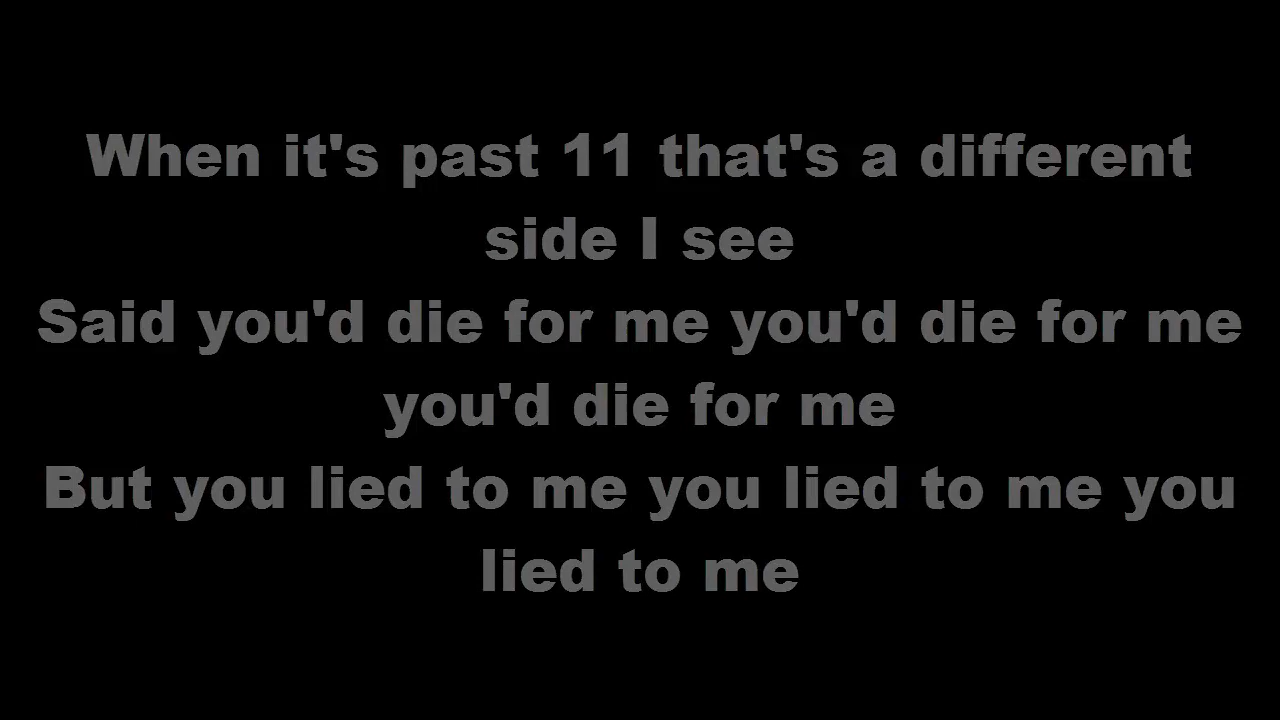 When it's past 11 that's a different
side I see
Said you'd die for me you'd die for me
you'd die for me
But you lied to me you lied to me you
lied to me